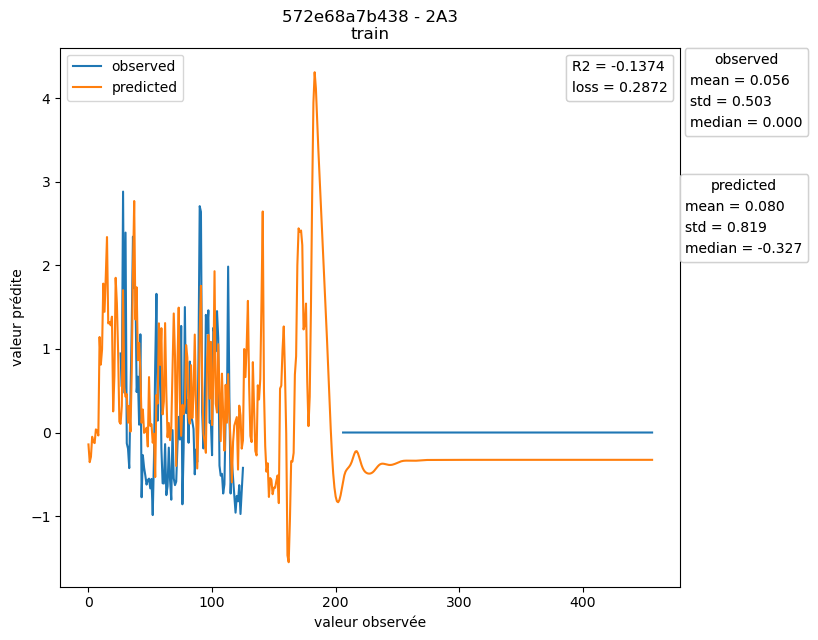 572e68a7b438 - 2A3
train
observed
predicted
R2 = -0.1374
loss = 0.2872
observed
mean = 0.056
std = 0.503
median = 0.000
predicted
mean = 0.080
std = 0.819
median = -0.327
valeur prédite
4
3
2
1
0
−1
0
100
200
300
400
valeur observée